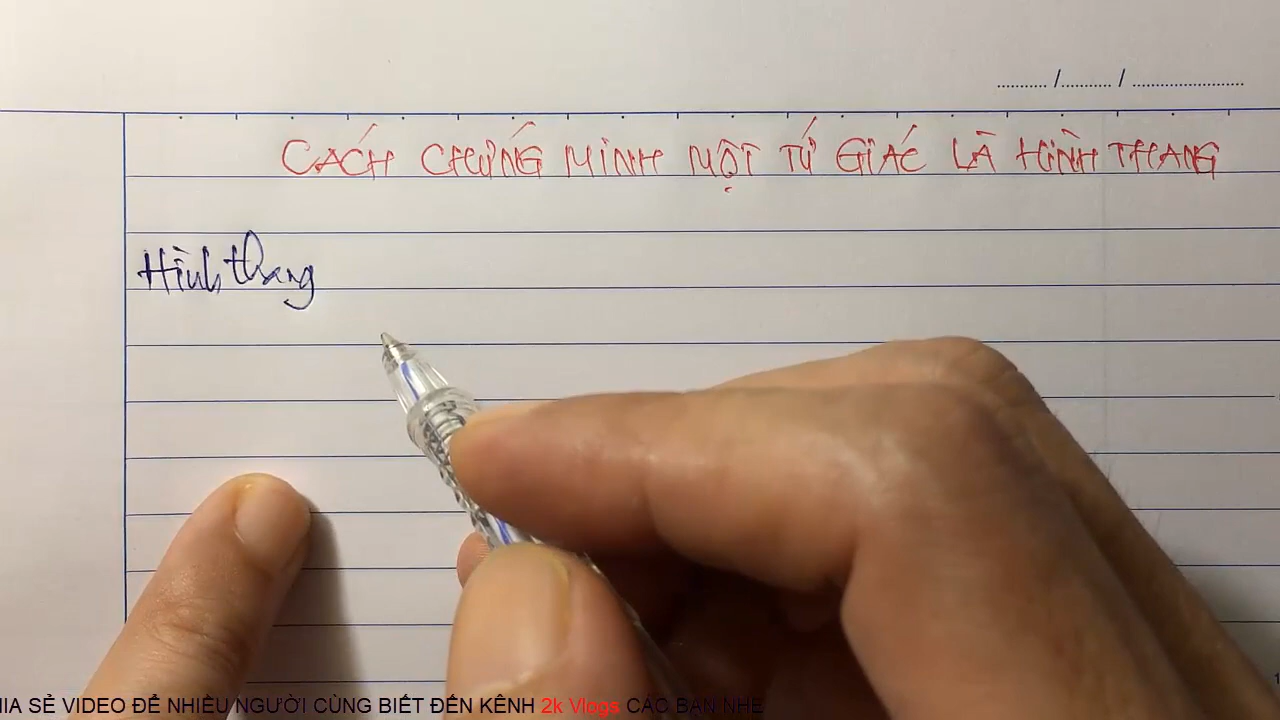 ........... /........... / .........................
CÁCH CHỨNG MINH MỘT TỨ GIÁC LÀ HÌNH THANG
Hình thang
IA SẺ VIDEO ĐỂ NHIỀU NGƯỜI CÙNG BIẾT ĐẾN KÊNH 2k Vlogs CÁC BẠN NHÉ